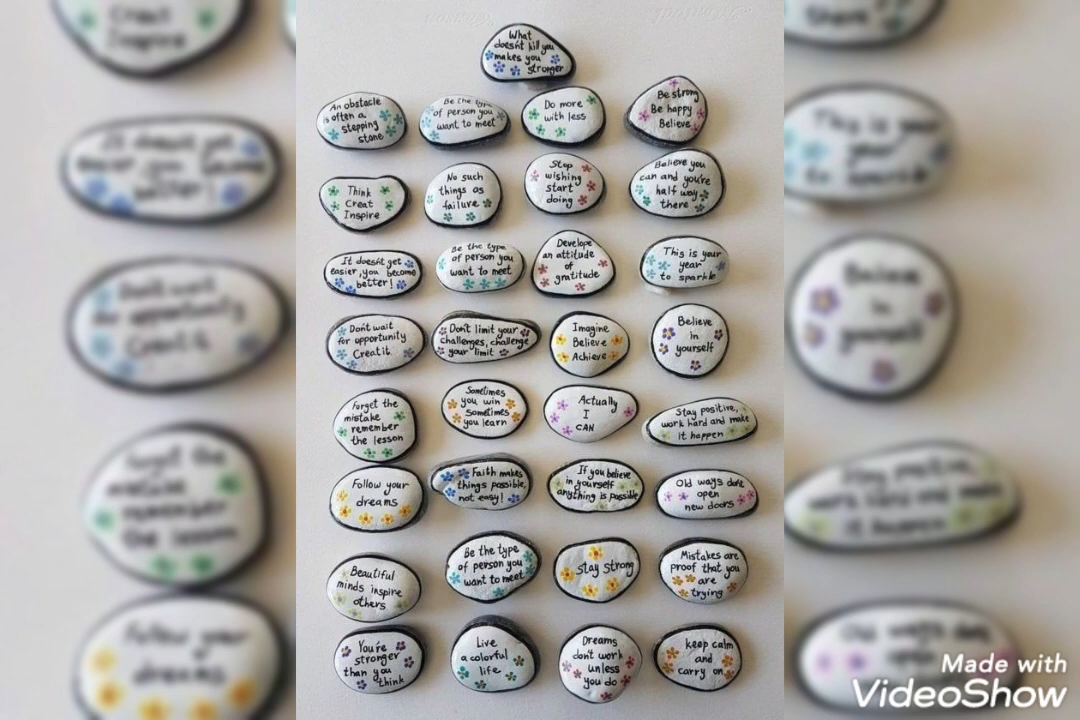 What
doesn't kill you
makes you
stronger
An obstacle
is often a
stepping
stone
Be the type
of person you
want to meet
Do more
with less
Be strong
Be happy
Believe
Think
Creat
Inspire
No such
things as
failure
Stop
wishing
start
doing
Believe you
can and you're
half way
there
It doesn't get
easier, you become
better!
Be the type
of person you
want to meet
Develope
an attitude
of
gratitude
This is your
year
to sparkle
Don't wait
for opportunity
Creat it
Don't limit your
challenges, challenge
your limit
Imagine
Believe
Achieve
Believe
in
yourself
Forget the
mistake
remember
the lesson
Sometimes
you win
sometimes
you learn
Actually
I
CAN
Stay positive,
work hard and make
it happen
Follow your
dreams
Faith makes
things possible,
not easy!
If you believe
in yourself
anything is possible
Old ways don't
open
new doors
Beautiful
minds inspire
others
Be the type
of person you
want to meet
stay strong
Mistakes are
proof that you
are
trying
You're
stronger
than you
think
Live
a colorful
life
Dreams
don't work
unless
you do
keep calm
and
carry on
Made with
VideoShow